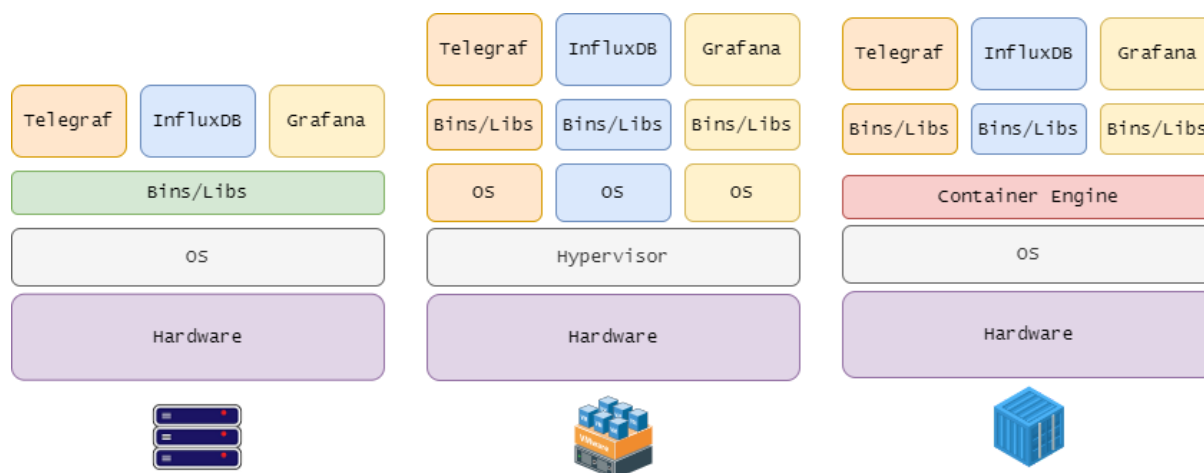 Telegraf
InfluxDB
Grafana
Bins/Libs
OS
Hardware
Telegraf
InfluxDB
Grafana
Bins/Libs
Bins/Libs
Bins/Libs
OS
OS
OS
Hypervisor
Hardware
VMware
Telegraf
InfluxDB
Grafana
Bins/Libs
Bins/Libs
Bins/Libs
Container Engine
OS
Hardware